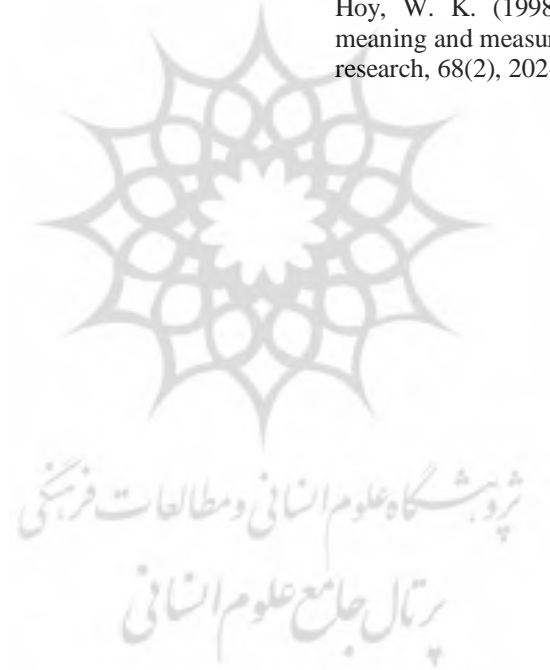 Hoy, W. K. (1998
meaning and measur
research, 68(2), 202-
پژوهشگاه علوم انسانی و مطالعات فرهنگی
پرتال جامع علوم انسانی